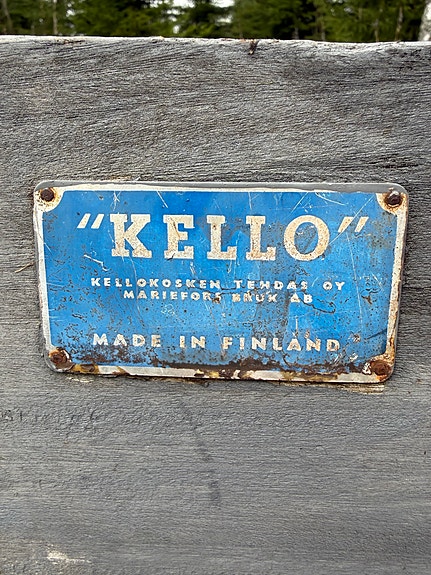 "KELLO"
KELLOKOSKEN TEHDAS OY
MARIEFORS BRUK AB
MADE IN FINLAND